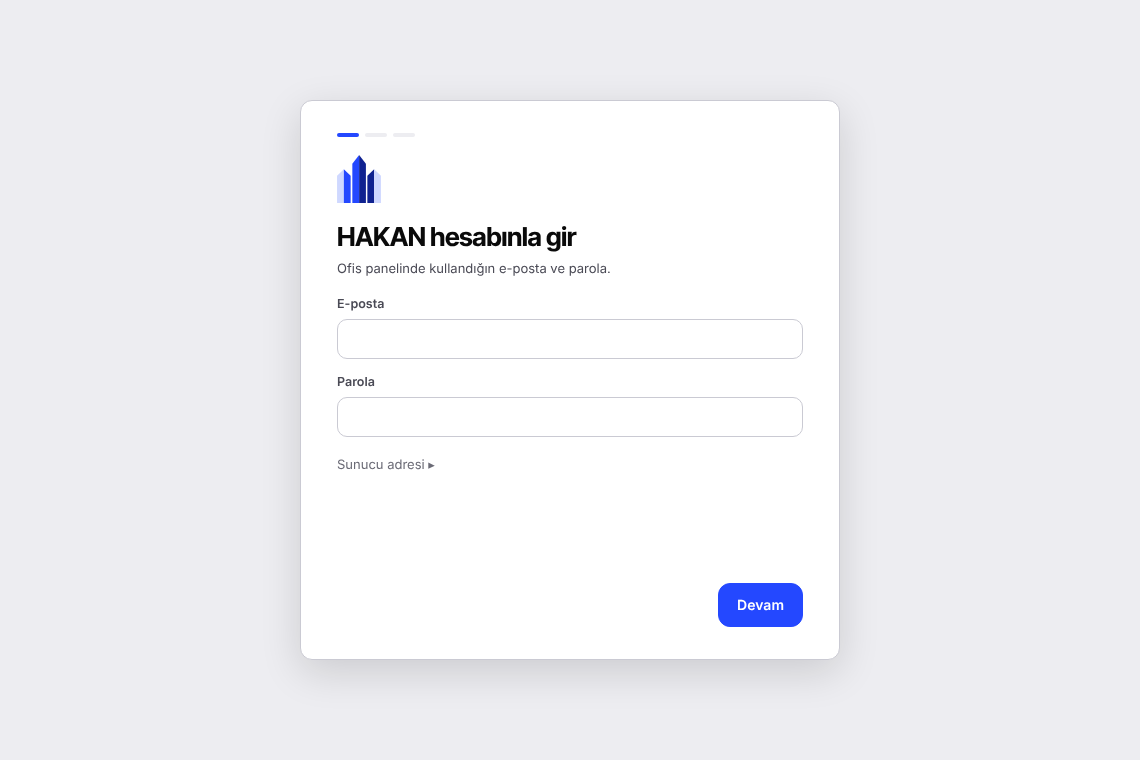 HAKAN hesabınla gir
Ofis panelinde kullandığın e-posta ve parola.
E-posta
Parola
Sunucu adresi ▸
Devam